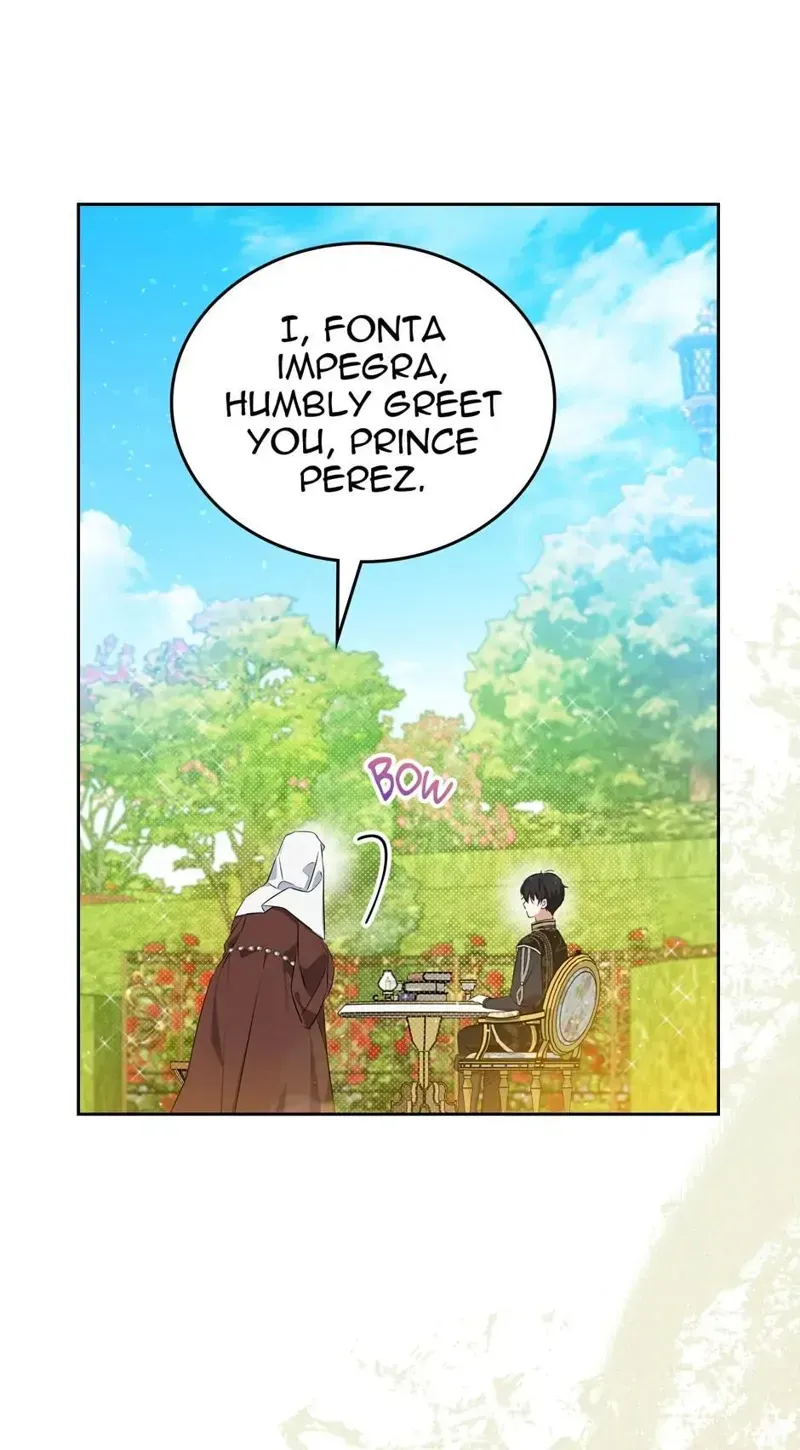 I, FONTA
IMPEGRA,
HUMBLY GREET
YOU, PRINCE
PEREZ.
BOW